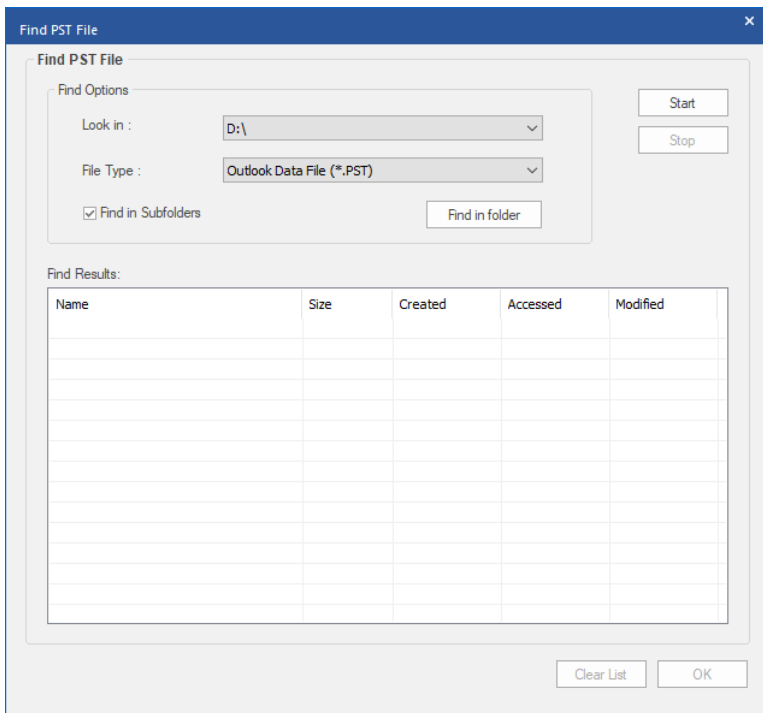 Find PST File
×
Find PST File
Find Options
Look in :
D:\
Start
Stop
File Type :
Outlook Data File (*.PST)
Find in Subfolders
Find in folder
Find Results:
Name Size Created Accessed Modified
Clear List
OK